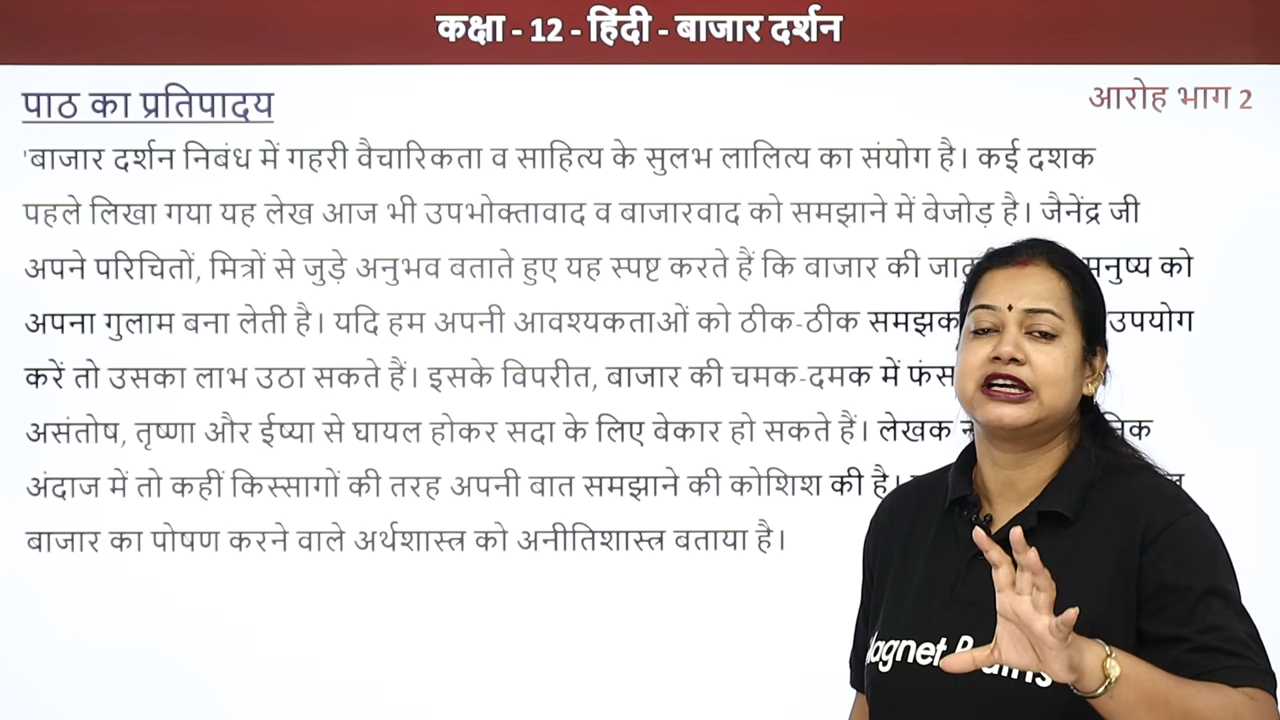 कक्षा - 12 - हिंदी - बाजार दर्शन
पाठ का प्रतिपादय
आरोह भाग 2
'बाजार दर्शन निबंध में गहरी वैचारिकता व साहित्य के सुलभ लालित्य का संयोग है। कई दशक
पहले लिखा गया यह लेख आज भी उपभोक्तावाद व बाजारवाद को समझाने में बेजोड़ है। जैनेंद्र जी
अपने परिचितों, मित्रों से जुड़े अनुभव बताते हुए यह स्पष्ट करते हैं कि बाजार की मनुष्य को
अपना गुलाम बना लेती है। यदि हम अपनी आवश्यकताओं को ठीक-ठीक उपयोग
करें तो उसका लाभ उठा सकते हैं। इसके विपरीत, बाजार की चमक-दमक में
असंतोष, तृष्णा और ईष्या से घायल होकर सदा के लिए बेकार हो सकते हैं। लेखक
अंदाज में तो कहीं किस्सागों की तरह अपनी बात समझाने की कोशिश की है।
बाजार का पोषण करने वाले अर्थशास्त्र को अनीतिशास्त्र बताया है।